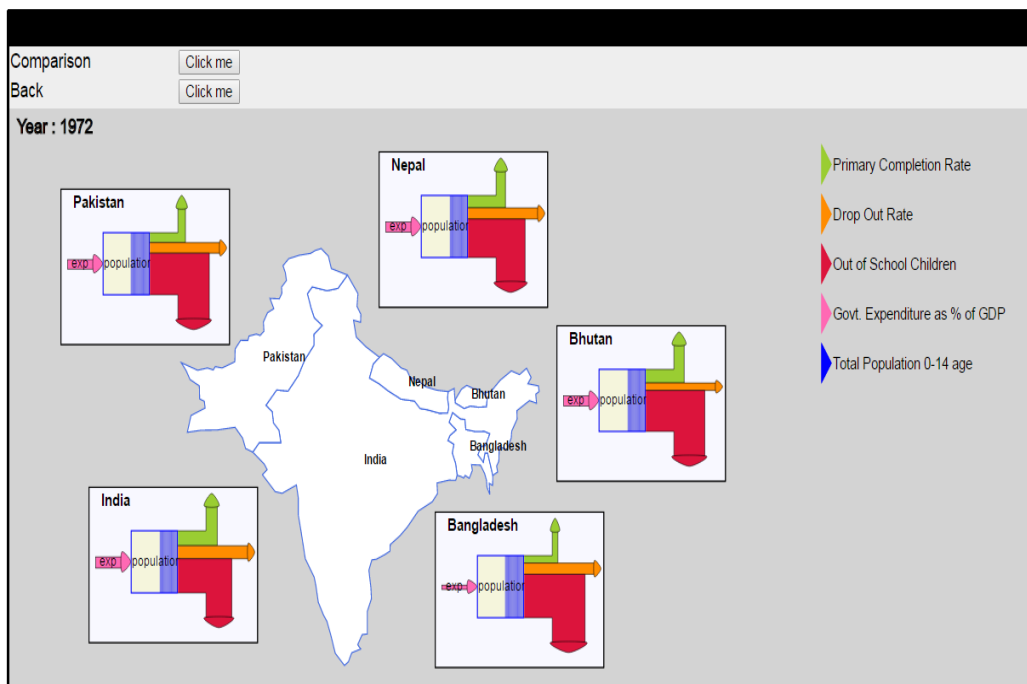 Comparison Click me
Back Click me
Year : 1972
Nepal
exp population
Pakistan
exp population
Bhutan
exp population
India
exp population
Bangladesh
exp population
Pakistan
Nepal
Bhutan
Bangladesh
India
Primary Completion Rate
Drop Out Rate
Out of School Children
Govt. Expenditure as % of GDP
Total Population 0-14 age